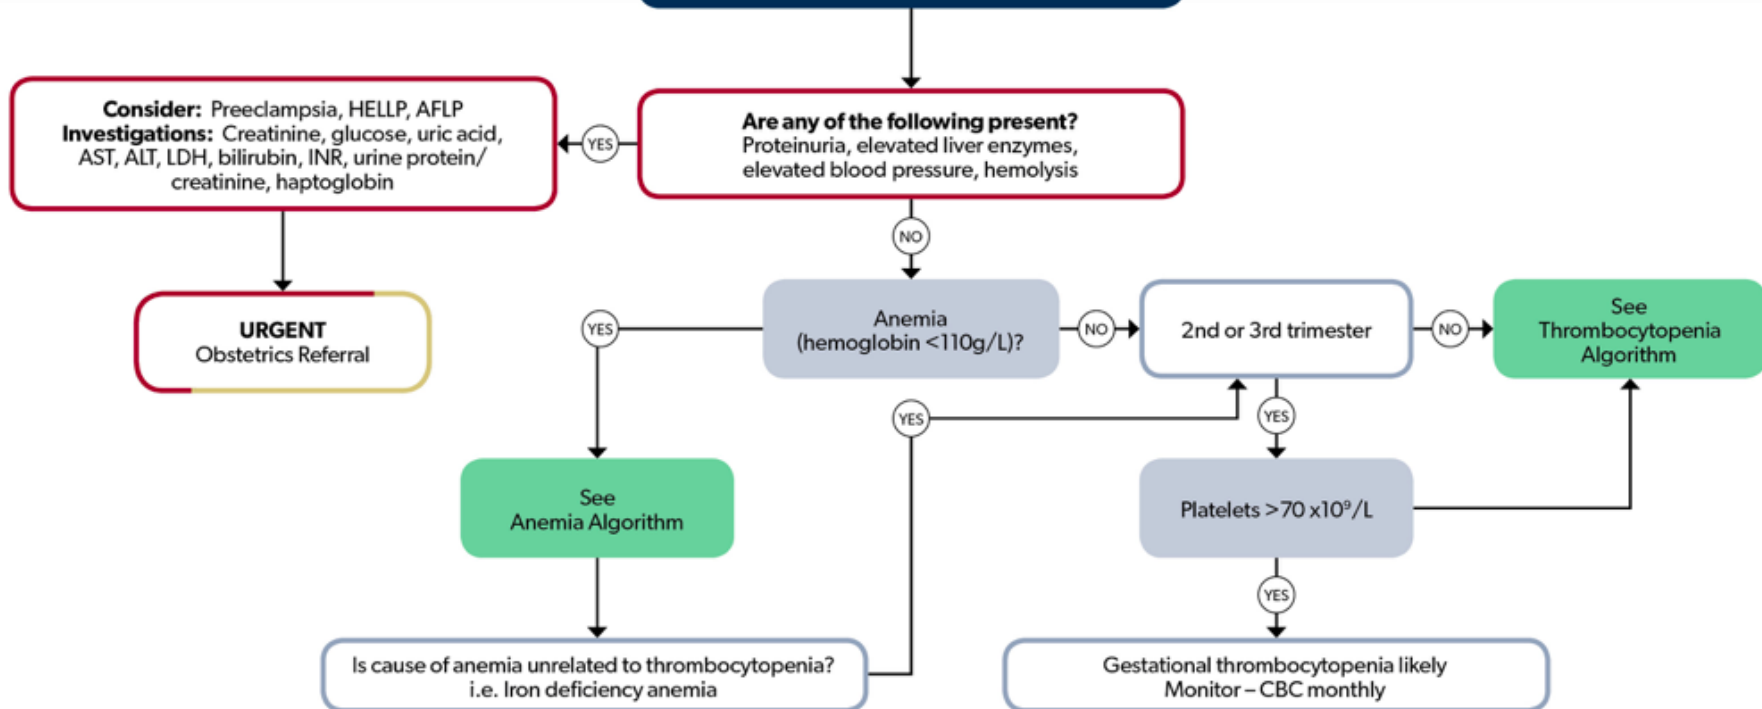 Consider: Preeclampsia, HELLP, AFLP
Investigations: Creatinine, glucose, uric acid,
AST, ALT, LDH, bilirubin, INR, urine protein/
creatinine, haptoglobin
YES
Are any of the following present?
Proteinuria, elevated liver enzymes,
elevated blood pressure, hemolysis
NO
URGENT
Obstetrics Referral
YES
Anemia
(hemoglobin <110g/L)?
NO
2nd or 3rd trimester
NO
See
Thrombocytopenia
Algorithm
YES
YES
See
Anemia Algorithm
Platelets >70 x10⁹/L
YES
Is cause of anemia unrelated to thrombocytopenia?
i.e. Iron deficiency anemia
Gestational thrombocytopenia likely
Monitor – CBC monthly